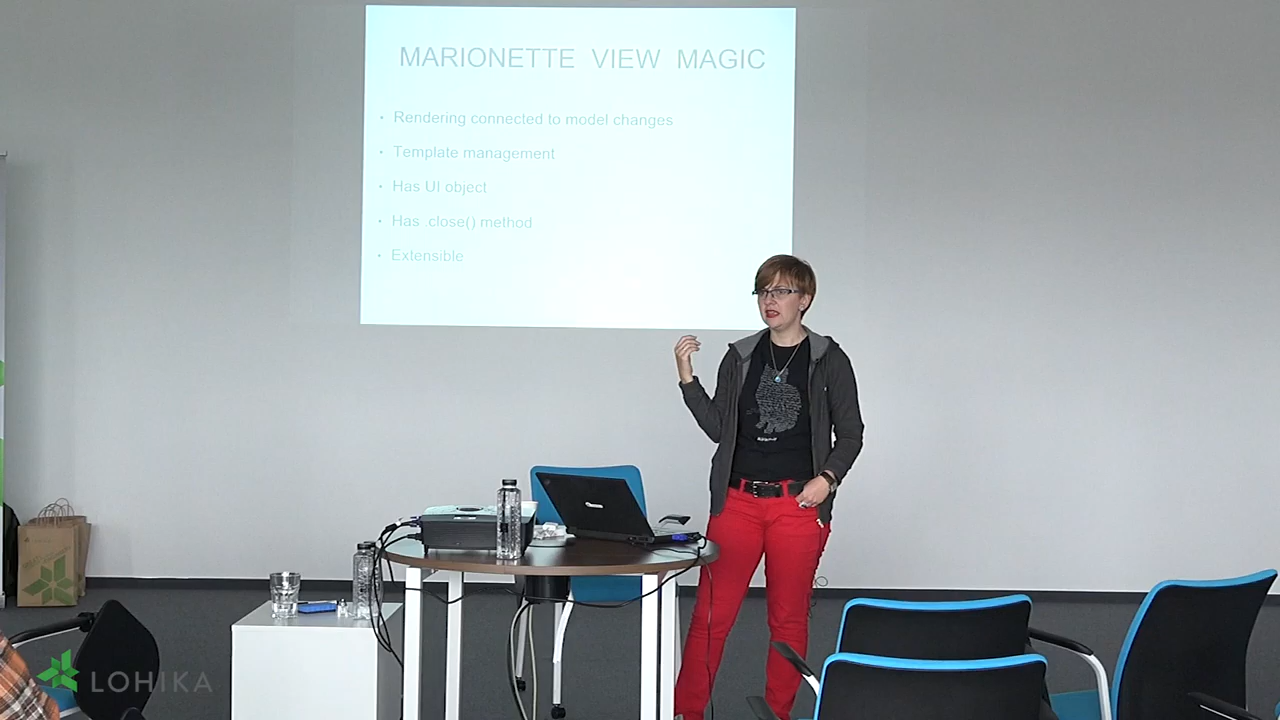 MARIONETTE VIEW MAGIC
• Rendering connected to model changes
• Template management
• Has UI object
• Has .close() method
• Extensible
LOHIKA